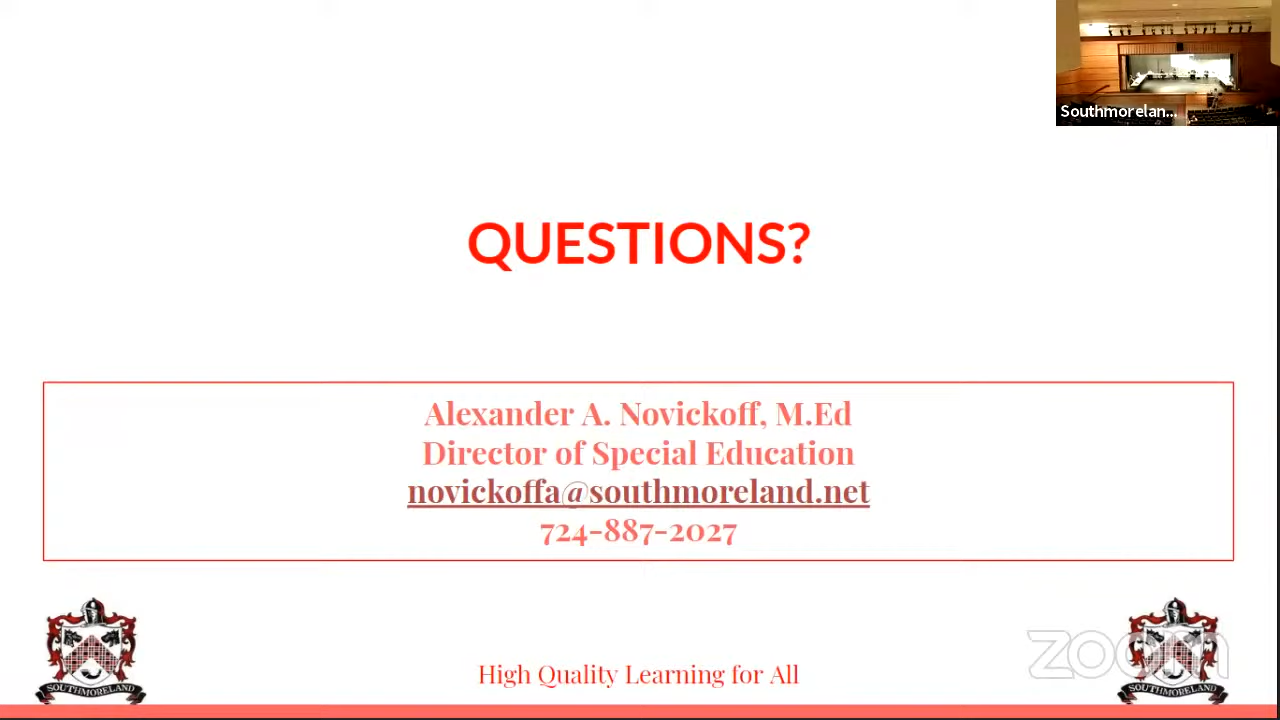 Southmorelan...
QUESTIONS?
Alexander A. Novickoff, M.Ed
Director of Special Education
novickoffa@southmoreland.net
724-887-2027
SOUTHMORELAND
High Quality Learning for All
zoom
SOUTHMORELAND